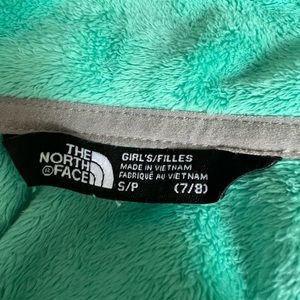 THE
NORTH
FACE®
GIRL'S/FILLES
MADE IN VIETNAM
FABRIQUÉ AU VIETNAM
S/P (7/8)